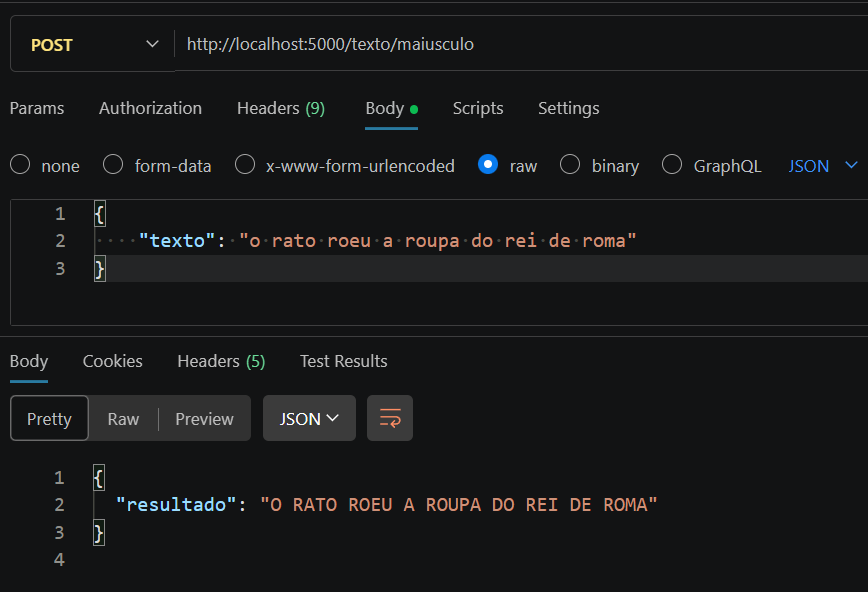 POST http://localhost:5000/texto/maiusculo
Params Authorization Headers (9) Body Scripts Settings
none form-data x-www-form-urlencoded raw binary GraphQL JSON
1 {
2 "texto": "o rato roeu a roupa do rei de roma"
3 }
Body Cookies Headers (5) Test Results
Pretty Raw Preview JSON
1 {
2 "resultado": "O RATO ROEU A ROUPA DO REI DE ROMA"
3 }
4